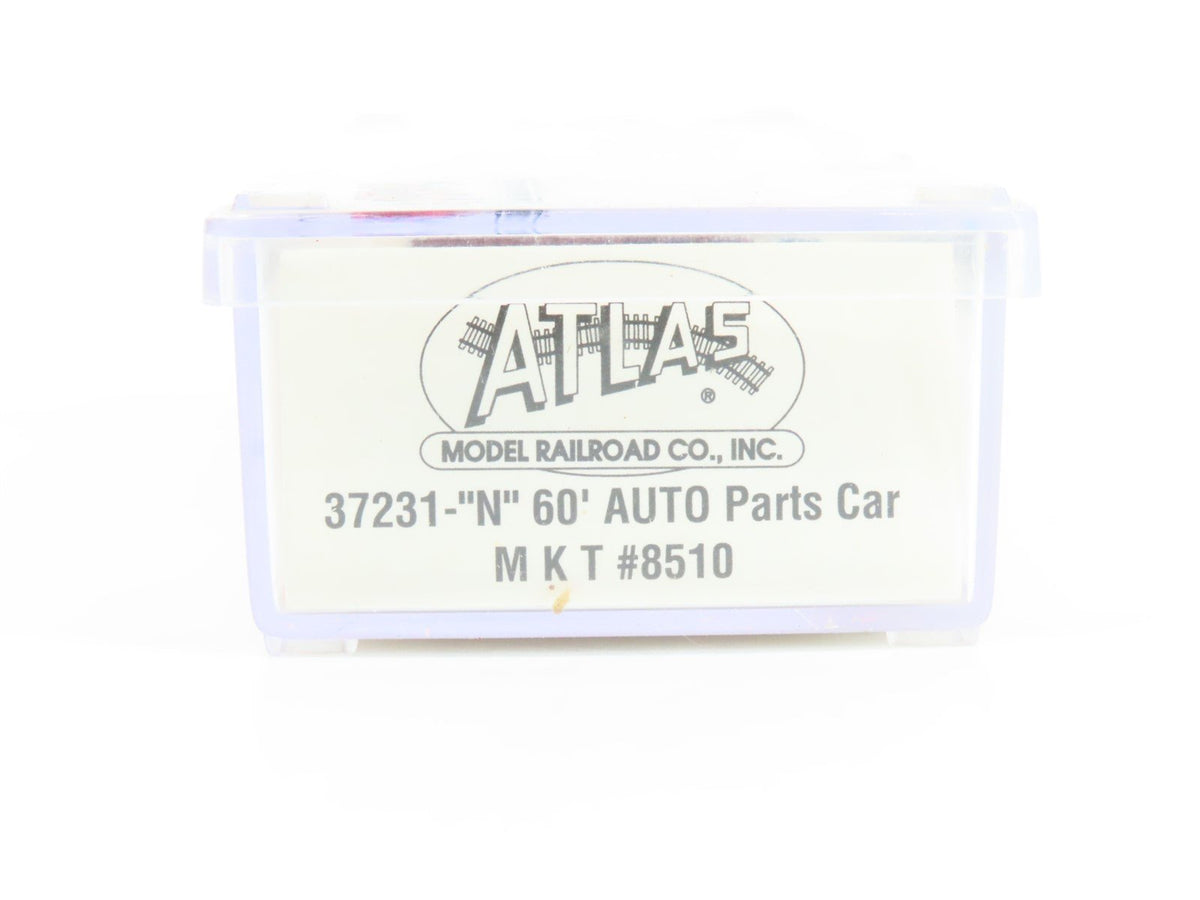 ATLAS
®
MODEL RAILROAD CO., INC.
37231-"N" 60' AUTO Parts Car
M K T #8510